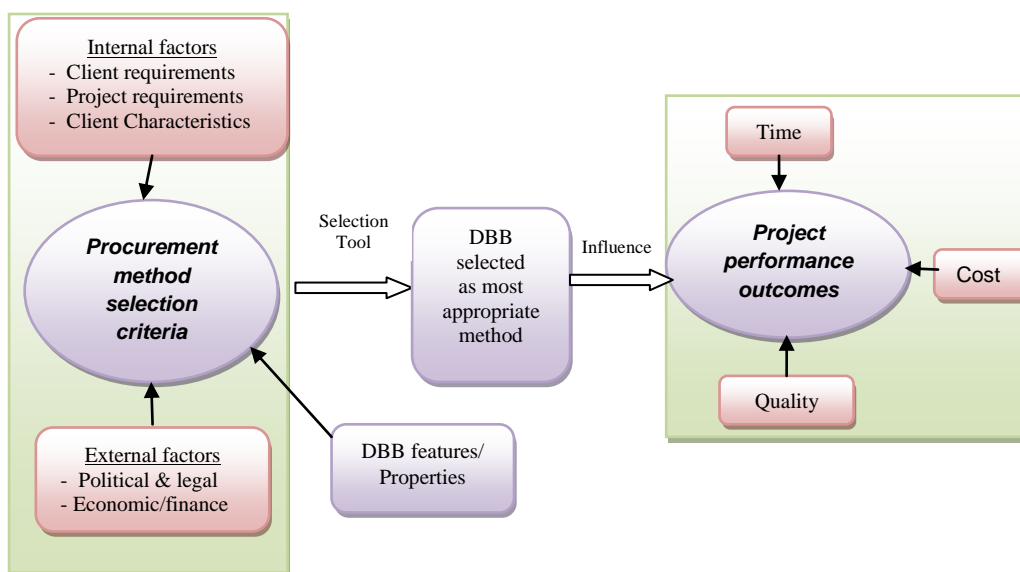 Internal factors
- Client requirements
- Project requirements
- Client Characteristics
Procurement
method
selection
criteria
External factors
- Political & legal
- Economic/finance
Selection
Tool
DBB
selected
as most
appropriate
method
DBB features/
Properties
Influence
Time
Project
performance
outcomes
Cost
Quality